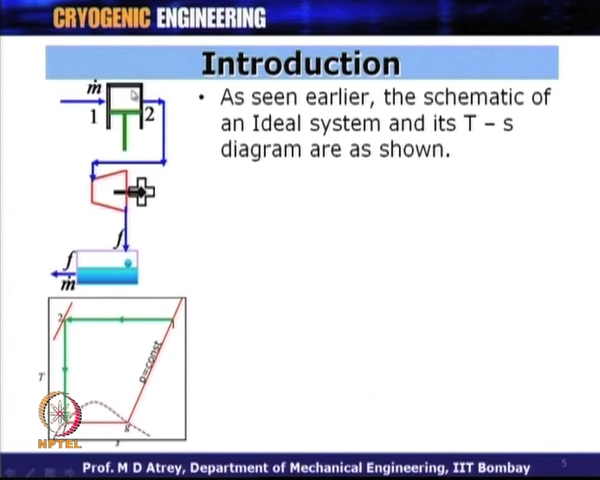 CRYOGENIC ENGINEERING
Introduction
ṁ
1
2
• As seen earlier, the schematic of
an Ideal system and its T – s
diagram are as shown.
f
f
ṁ
2
1
p=const
T
s
NPTEL
Prof. M D Atrey, Department of Mechanical Engineering, IIT Bombay
5